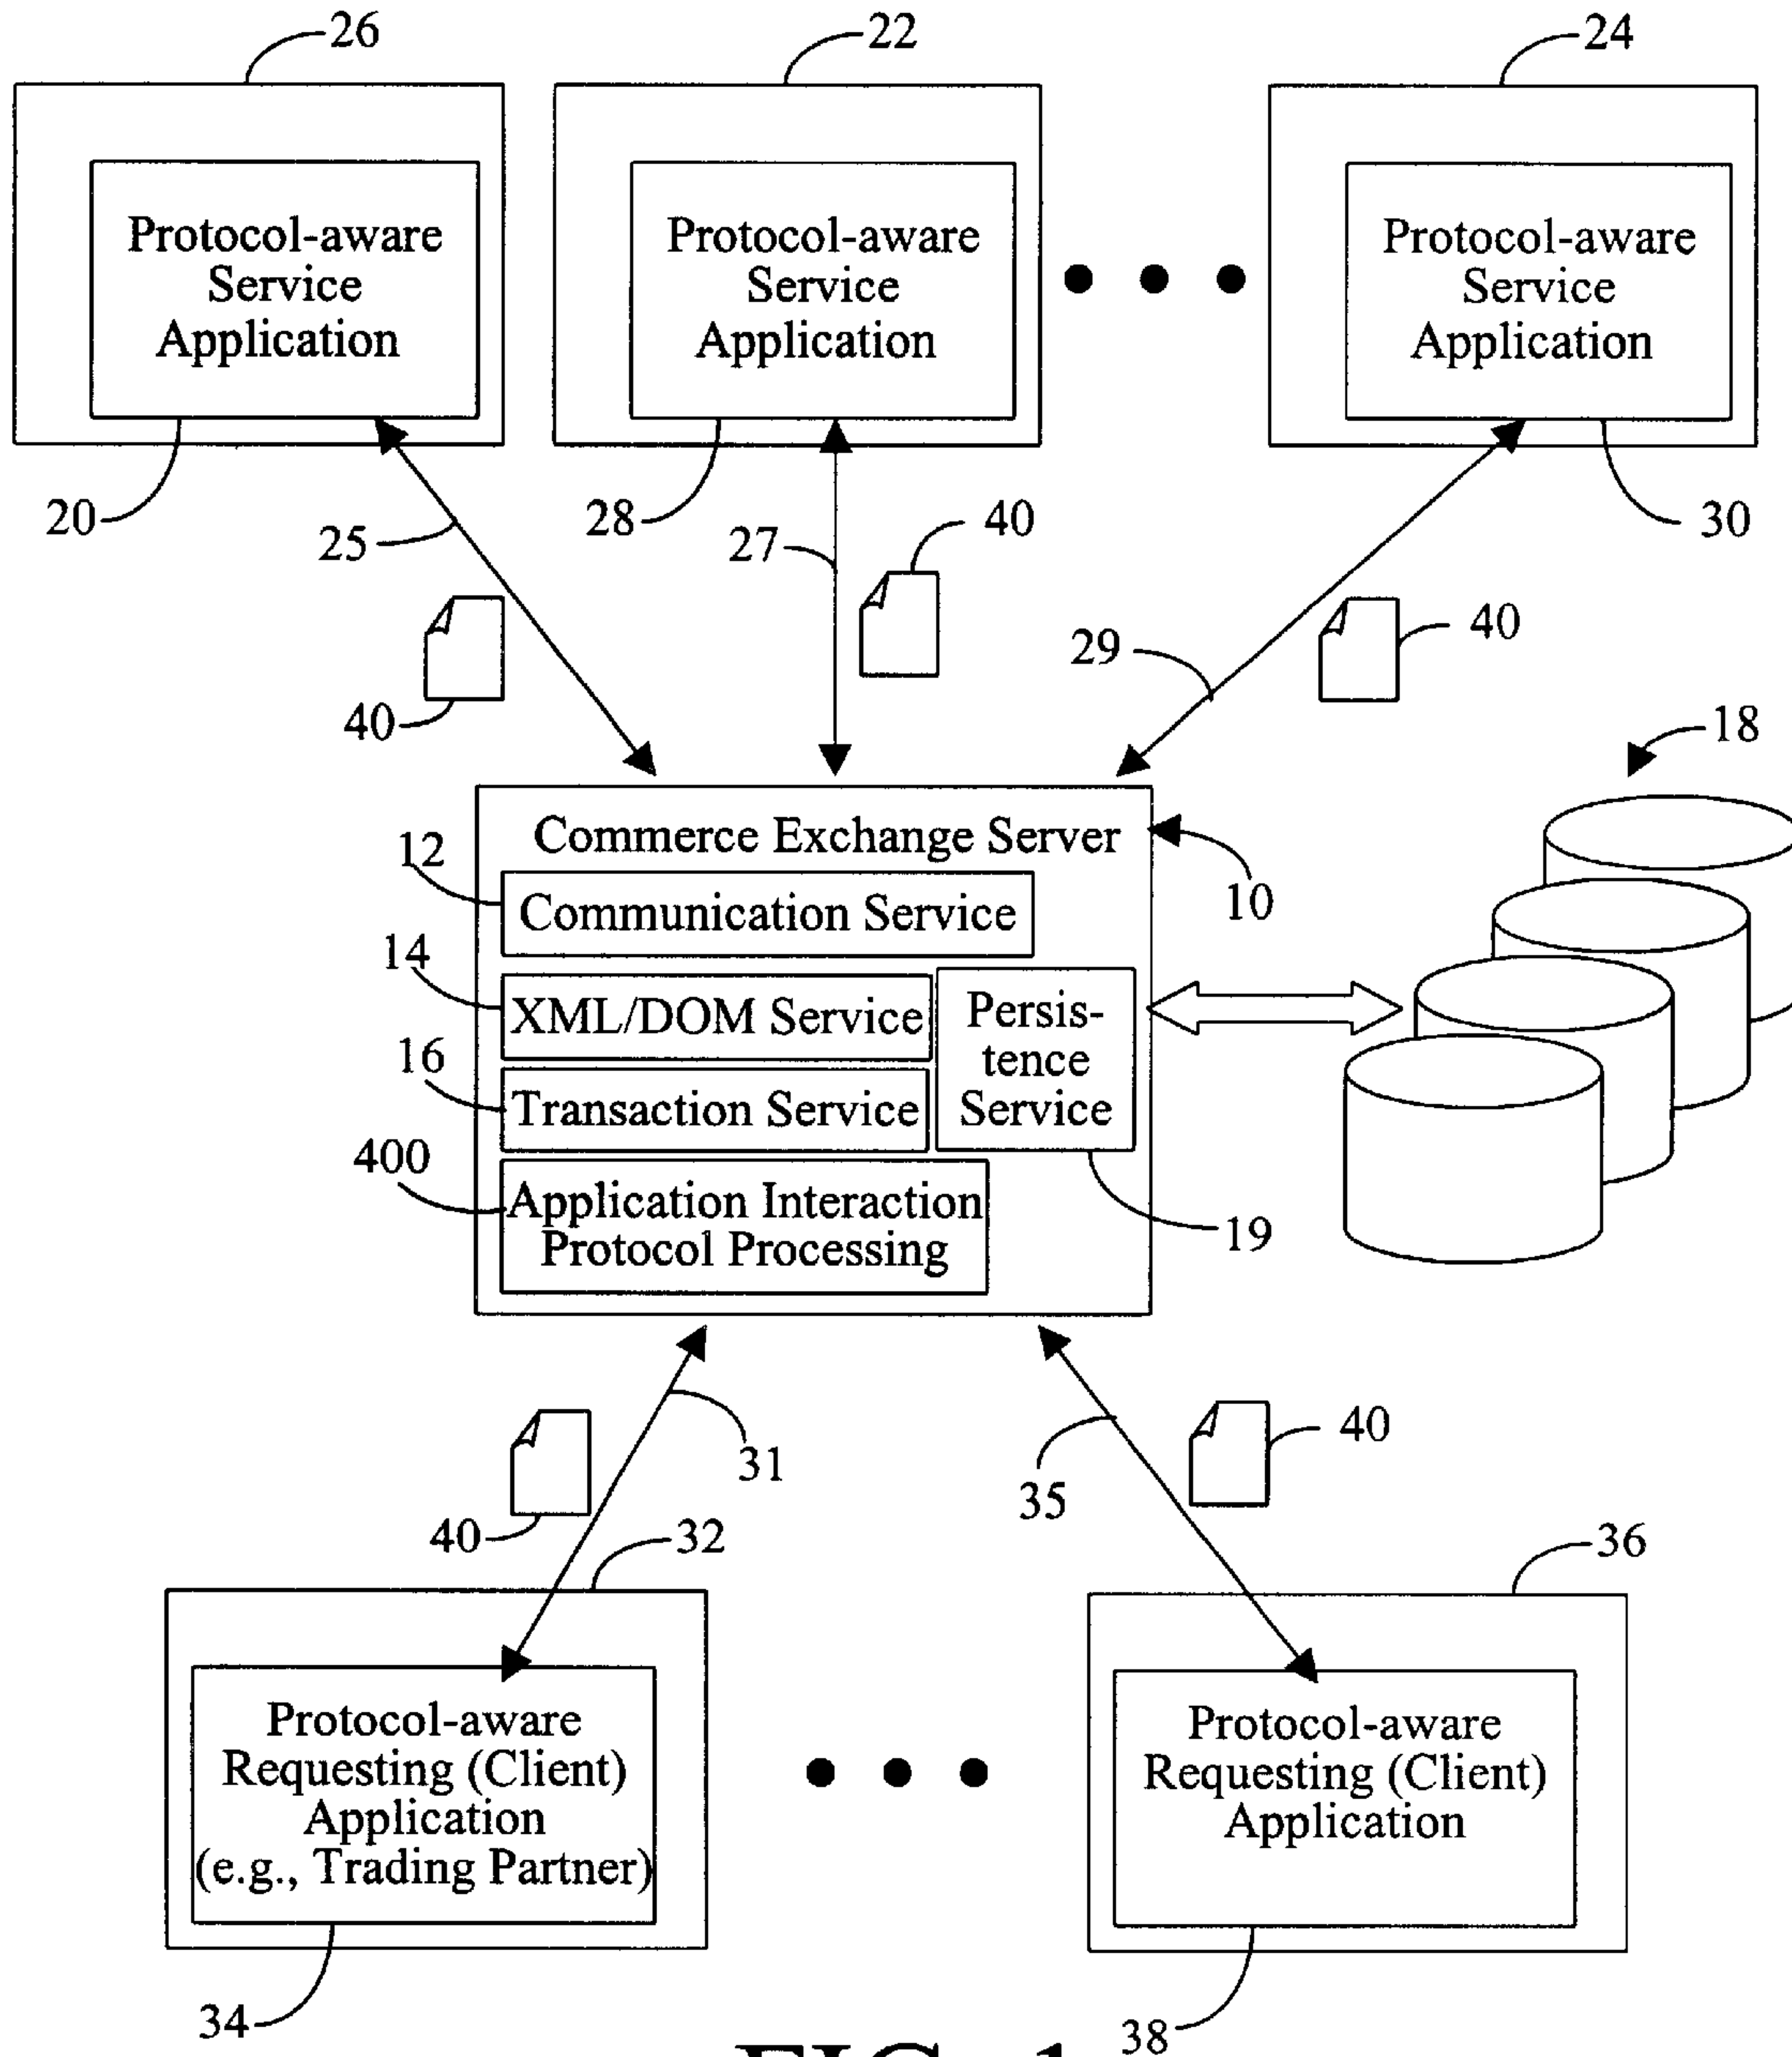 26
22
24
Protocol-aware
Service
Application
Protocol-aware
Service
Application
Protocol-aware
Service
Application
20
25
28
27
40
30
40
29
40
18
Commerce Exchange Server
12
10
Communication Service
14
XML/DOM Service
Persis-
tence
Service
16
Transaction Service
400
Application Interaction
Protocol Processing
19
31
40
35
40
32
36
Protocol-aware
Requesting (Client)
Application
(e.g., Trading Partner)
Protocol-aware
Requesting (Client)
Application
34
38
FIG. 1